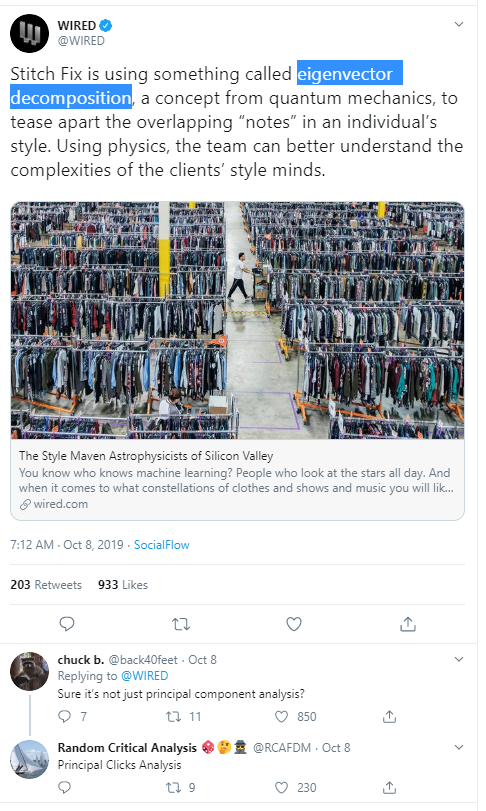 WIRED
@WIRED
Stitch Fix is using something called eigenvector
decomposition, a concept from quantum mechanics, to
tease apart the overlapping “notes” in an individual’s
style. Using physics, the team can better understand the
complexities of the clients’ style minds.
The Style Maven Astrophysicists of Silicon Valley
You know who knows machine learning? People who look at the stars all day. And
when it comes to what constellations of clothes and shows and music you will lik...
wired.com
7:12 AM · Oct 8, 2019 · SocialFlow
203 Retweets 933 Likes
chuck b. @back40feet · Oct 8
Replying to @WIRED
Sure it’s not just principal component analysis?
7 11 850
Random Critical Analysis 🎲🤔🕵 @RCAFDM · Oct 8
Principal Clicks Analysis
9 230